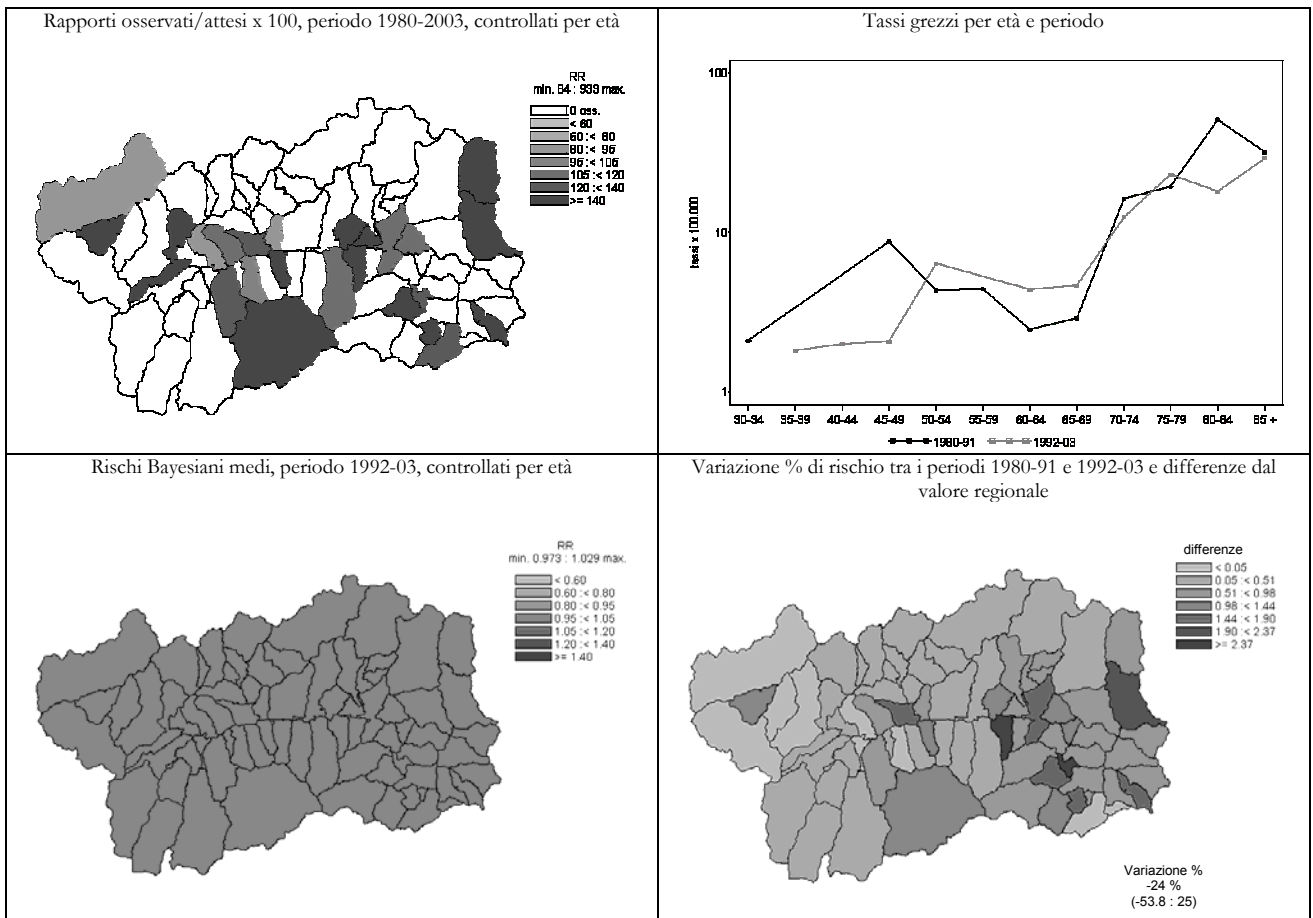 Rapporti osservati/attesi x 100, periodo 1980-2003, controllati per età
RR
min. 64 : 939 max.
0 oss.
< 60
60 :< 80
80 :< 95
95 :< 105
105 :< 120
120 :< 140
>= 140
Tassi grezzi per età e periodo
100
10
1
tassi x 100.000
30-34 35-39 40-44 45-49 50-54 55-59 60-64 65-69 70-74 75-79 80-84 85 +
1980-91 1992-03
Rischi Bayesiani medi, periodo 1992-03, controllati per età
RR
min. 0.973 : 1.029 max.
< 0.60
0.60 :< 0.80
0.80 :< 0.95
0.95 :< 1.05
1.05 :< 1.20
1.20 :< 1.40
>= 1.40
Variazione % di rischio tra i periodi 1980-91 e 1992-03 e differenze dal
valore regionale
differenze
< 0.05
0.05 :< 0.51
0.51 :< 0.98
0.98 :< 1.44
1.44 :< 1.90
1.90 :< 2.37
>= 2.37
Variazione %
-24 %
(-53.8 : 25)